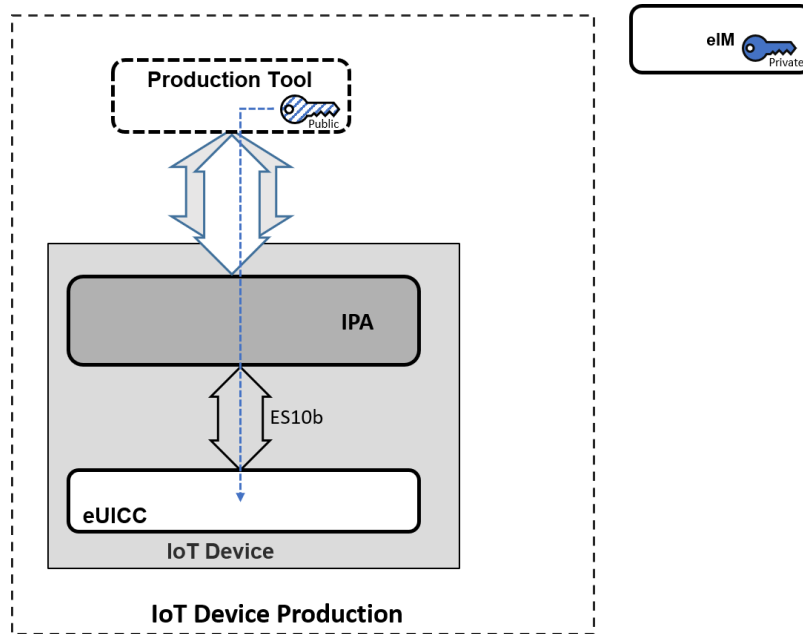 eIM
Private
Production Tool
Public
IPA
ES10b
eUICC
IoT Device
IoT Device Production